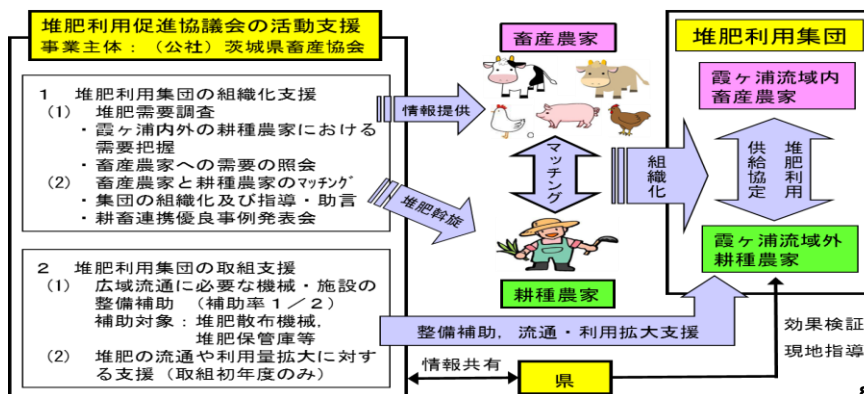 堆肥利用促進協議会の活動支援
事業主体：（公社）茨城県畜産協会
１　堆肥利用集団の組織化支援
(1)　堆肥需要調査
・霞ヶ浦内外の耕種農家における
需要把握
・畜産農家への需要の照会
(2)　畜産農家と耕種農家のﾏｯﾁﾝｸﾞ
・集団の組織化及び指導・助言
・耕畜連携優良事例発表会
２　堆肥利用集団の取組支援
(1)　広域流通に必要な機械・施設の
整備補助　（補助率１／２）
補助対象：堆肥散布機械，
堆肥保管庫等
(2)　堆肥の流通や利用量拡大に対す
る支援（取組初年度のみ）
情報提供
堆肥斡旋
畜産農家
マッチング
耕種農家
組織化
堆肥利用集団
霞ヶ浦流域内
畜産農家
堆肥利用
供給協定
霞ヶ浦流域外
耕種農家
整備補助，流通・利用拡大支援
情報共有
県
効果検証
現地指導